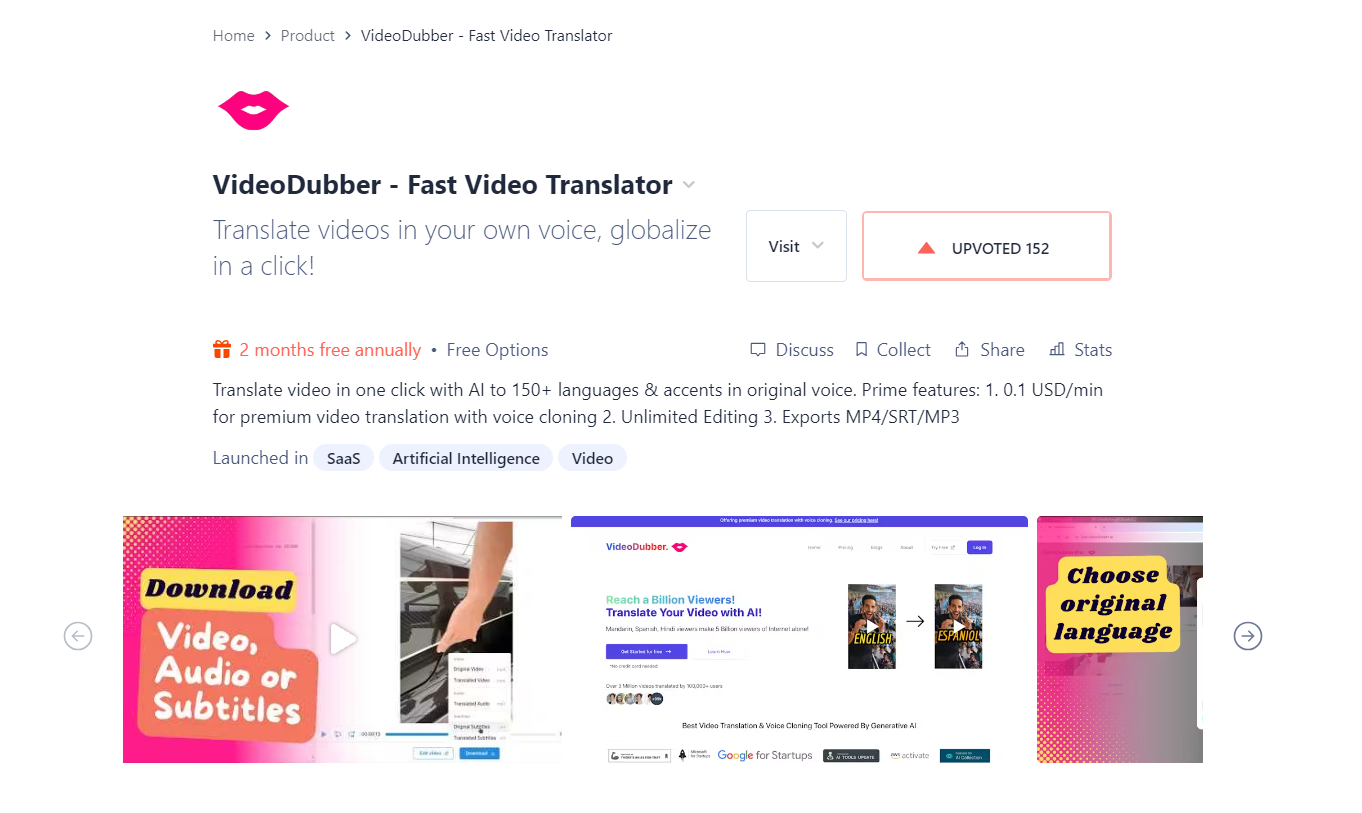 Home > Product > VideoDubber - Fast Video Translator
VideoDubber - Fast Video Translator
Translate videos in your own voice, globalize
in a click!
Visit
UPVOTED 152
2 months free annually • Free Options
Discuss
Collect
Share
Stats
Translate video in one click with AI to 150+ languages & accents in original voice. Prime features: 1. 0.1 USD/min
for premium video translation with voice cloning 2. Unlimited Editing 3. Exports MP4/SRT/MP3
Launched in SaaS Artificial Intelligence Video
Download
Video,
Audio or
Subtitles
Original Video
Translated Video
Translated Audio
Original Subtitles
Translated Subtitles
Edit video
Download
Offering premium video translation with voice cloning. See our pricing here!
VideoDubber.
Home
Pricing
Blogs
About
Try Free
Log In
Reach a Billion Viewers!
Translate Your Video with AI!
Mandarin, Spanish, Hindi viewers make 5 Billion viewers of Internet alone!
Get Started for free →
Learn How
*No credit card needed
Over 3 Million videos translated by 100,000+ users
ENGLISH
ESPANIOL
Best Video Translation & Voice Cloning Tool Powered By Generative AI
Microsoft
for Startups
Google for Startups
AI TOOLS UPDATE
aws activate
AI Collection
Choose
original
language